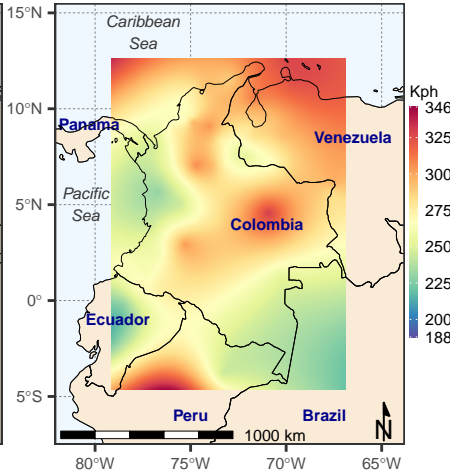 15°N
Caribbean
Sea
Kph
346
10°N
Panama
325
Venezuela
300
Pacific
Sea
5°N
275
Colombia
250
0°
225
Ecuador
200
188
5°S
Peru
Brazil
N
1000 km
80°W
75°W
70°W
65°W